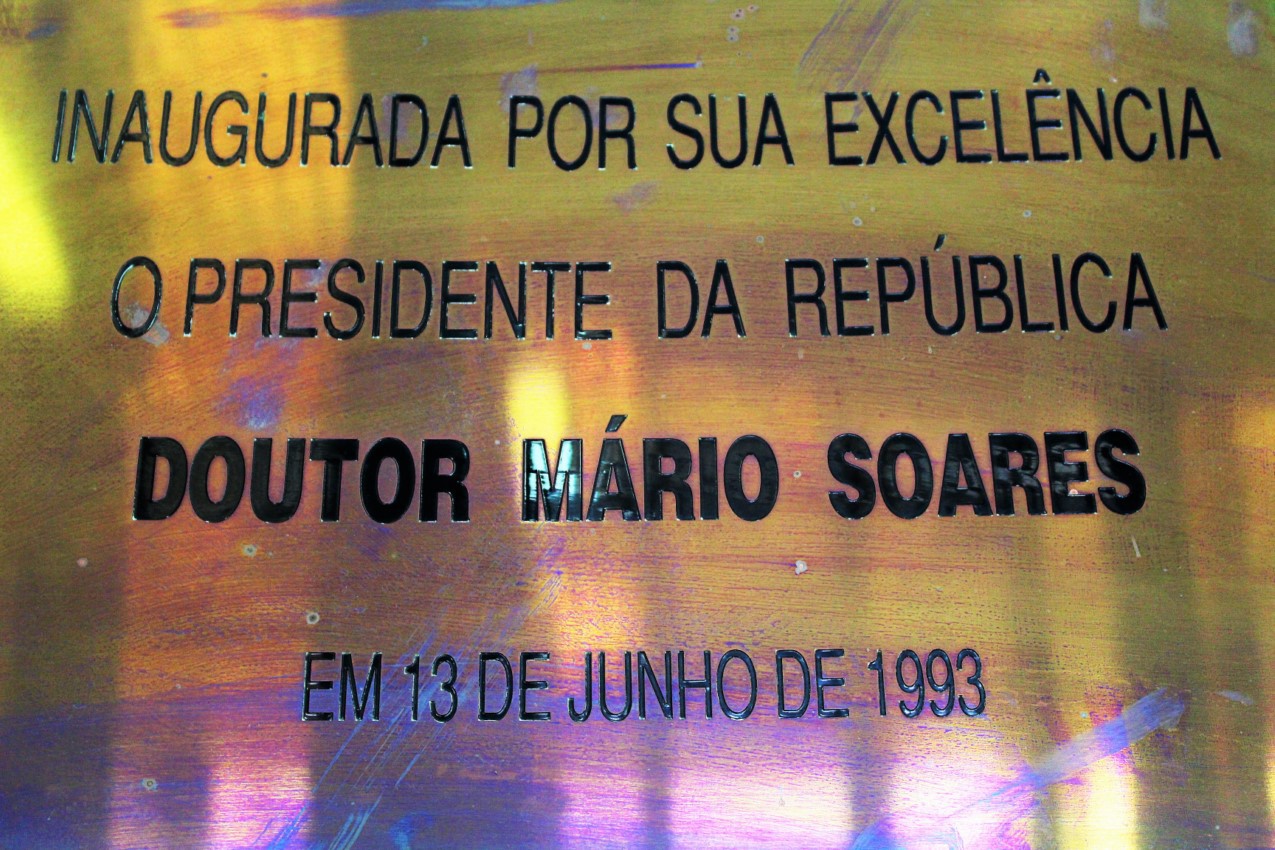 INAUGURADA POR SUA EXCELÊNCIA
O PRESIDENTE DA REPÚBLICA
DOUTOR MÁRIO SOARES
EM 13 DE JUNHO DE 1993